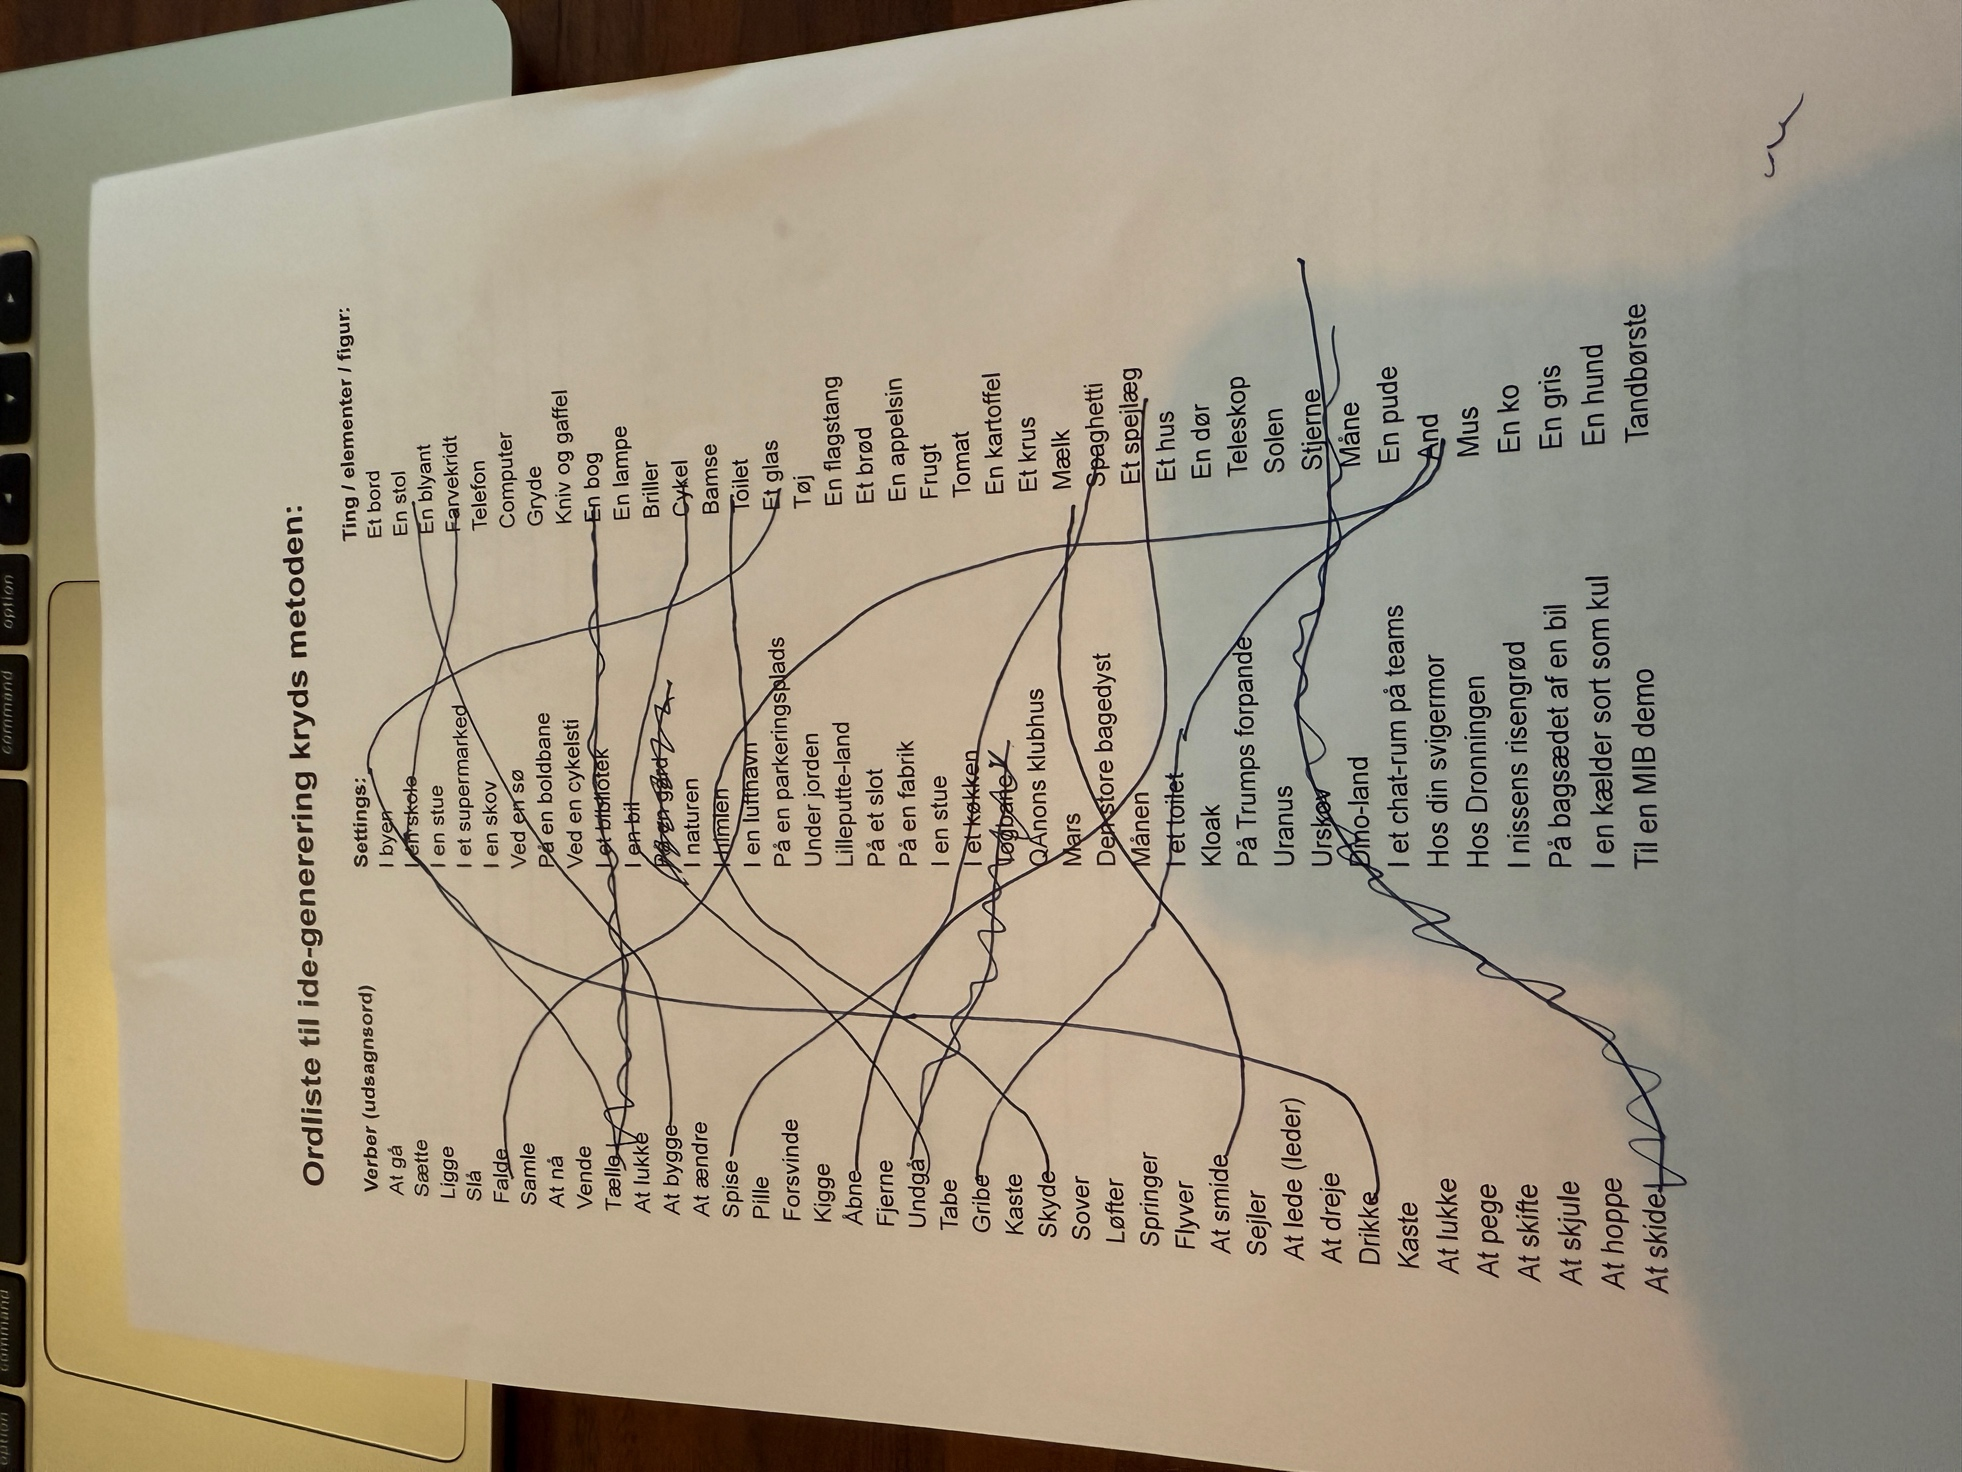 Ordliste til ide-generering kryds metoden:
Verber (udsagnsord)
At gå
Sætte
Ligge
Slå
Falde
Samle
At nå
Vende
Tælle
At lukke
At bygge
At ændre
Spise
Pille
Forsvinde
Kigge
Åbne
Fjerne
Undgå
Tabe
Gribe
Kaste
Skyde
Sover
Løfter
Springer
Flyver
At smide
Sejler
At lede (leder)
At dreje
Drikke
Kaste
At lukke
At pege
At skifte
At skjule
At hoppe
At skide
Settings:
I byen
I en skole
I en stue
I et supermarked
I en skov
Ved en sø
På en boldbane
Ved en cykelsti
I et bibliotek
I en bil
På en gård
I naturen
I himlen
I en lufthavn
På en parkeringsplads
Under jorden
Lilleputte-land
På et slot
På en fabrik
I en stue
I et køkken
Togbane
QAnons klubhus
Mars
Den store bagedyst
Månen
I et toilet
Kloak
På Trumps forpande
Uranus
Urskov
Dino-land
I et chat-rum på teams
Hos din svigermor
Hos Dronningen
I nissens risengrød
På bagsædet af en bil
I en kælder sort som kul
Til en MIB demo
Ting / elementer / figur:
Et bord
En stol
En blyant
Farvekridt
Telefon
Computer
Gryde
Kniv og gaffel
En bog
En lampe
Briller
Cykel
Bamse
Toilet
Et glas
Tøj
En flagstang
Et brød
En appelsin
Frugt
Tomat
En kartoffel
Et krus
Mælk
Spaghetti
Et spejlæg
Et hus
En dør
Teleskop
Solen
Stjerne
Måne
En pude
And
Mus
En ko
En gris
En hund
Tandbørste
command
option
command
option